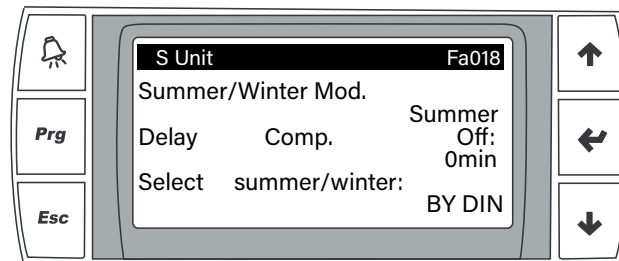 S Unit Fa018
Summer/Winter Mod.
Summer
Delay Comp. Off:
0min
Select summer/winter:
BY DIN
Prg
Esc